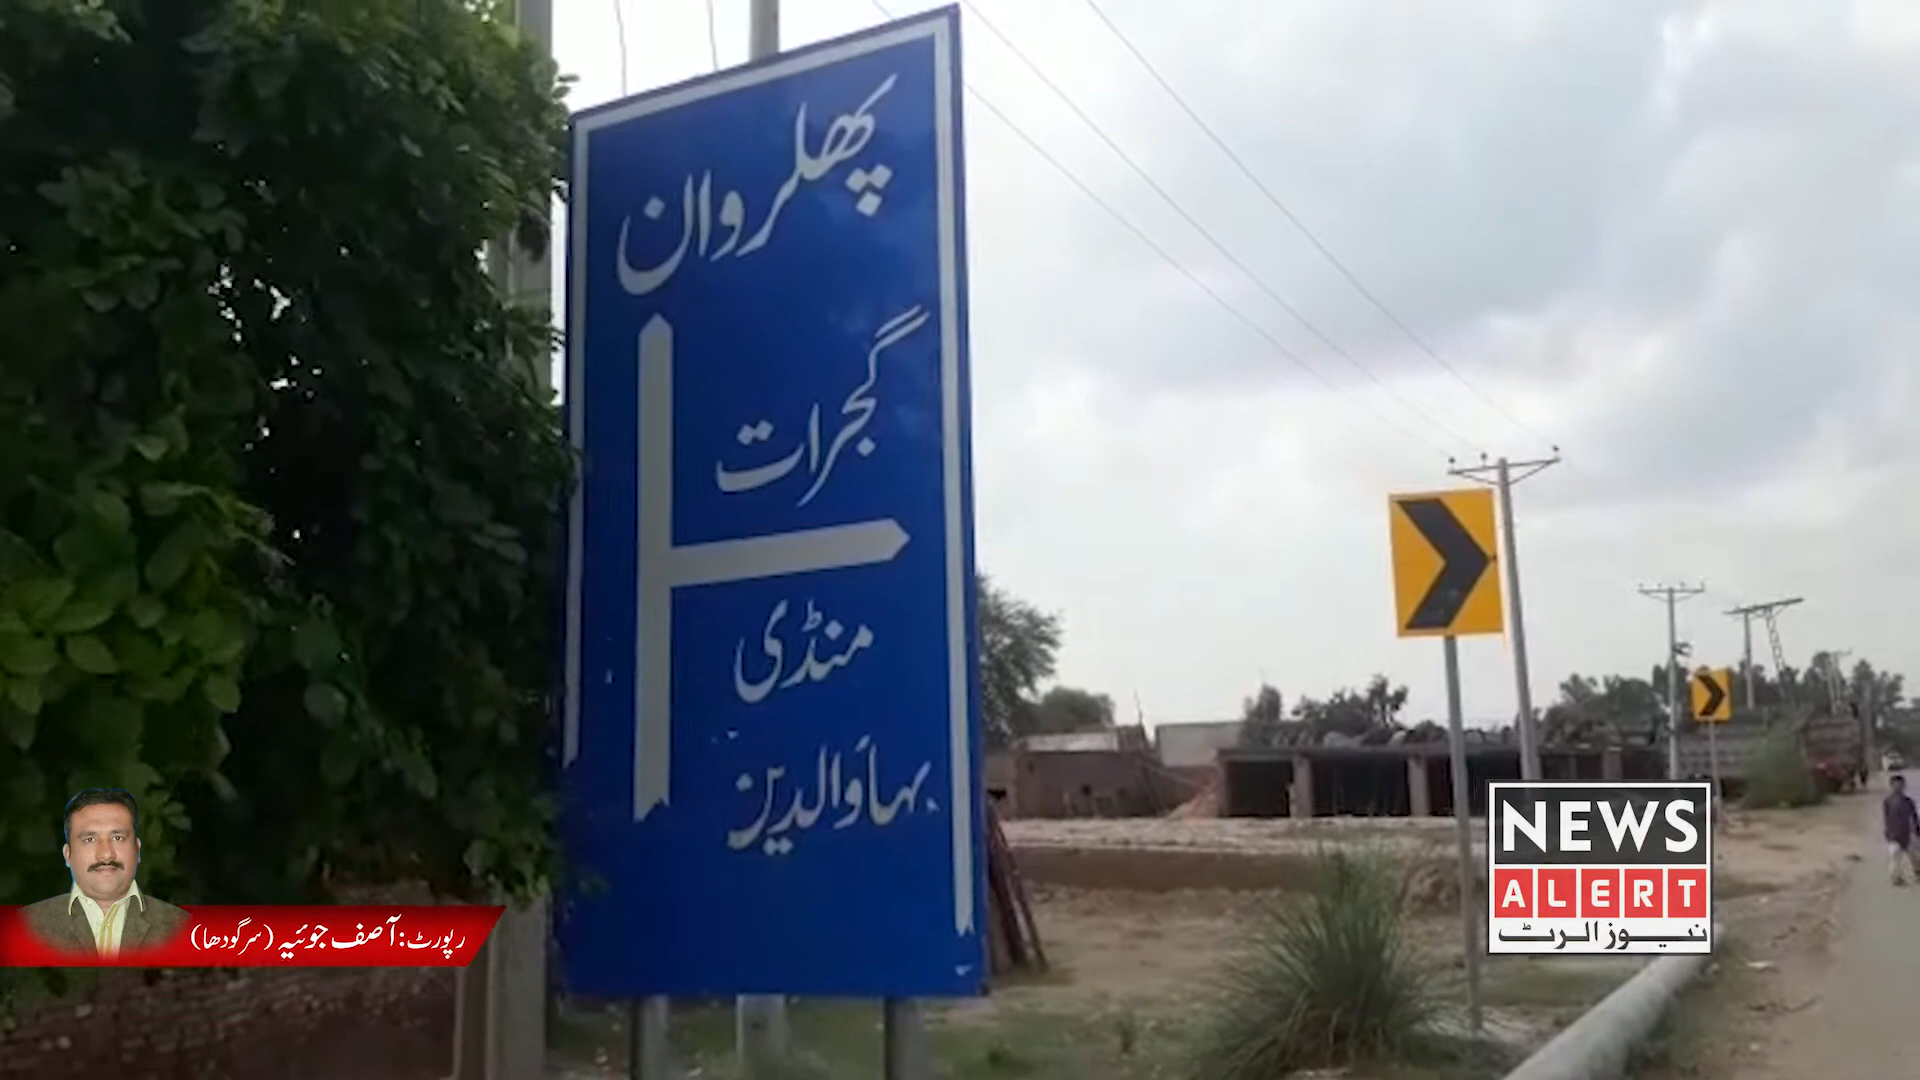 پھلروان
گجرات
منڈی
بہاؤالدین
رپورٹ: آصف جوئیہ (سرگودھا)
NEWS
ALERT
نیوز الرٹ